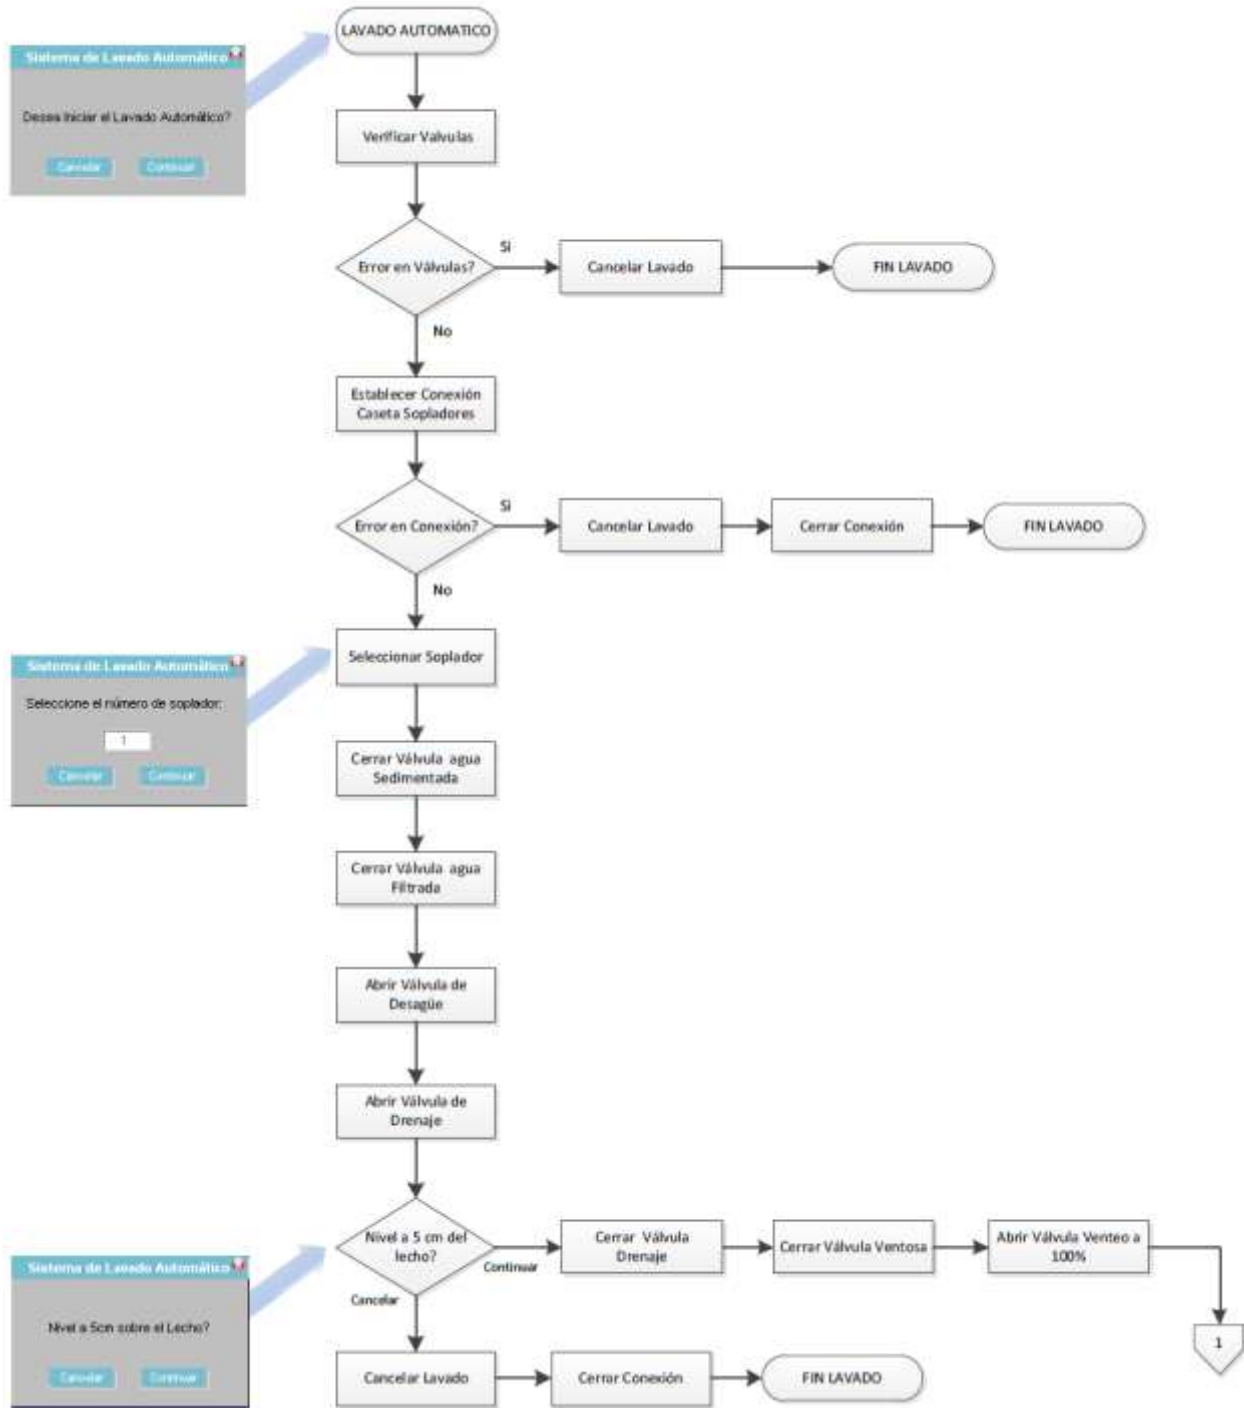 LAVADO AUTOMATICO
Sistema de Lavado Automático
Desea Iniciar el Lavado Automático?
Cancelar
Continuar
Verificar Valvulas
Error en Válvulas?
Si
Cancelar Lavado
FIN LAVADO
No
Establecer Conexión
Caseta Sopladores
Error en Conexión?
Si
Cancelar Lavado
Cerrar Conexión
FIN LAVADO
No
Seleccionar Soplador
Sistema de Lavado Automático
Seleccione el número de soplador:
1
Cancelar
Continuar
Cerrar Válvula agua
Sedimentada
Cerrar Válvula agua
Filtrada
Abrir Válvula de
Desagüe
Abrir Válvula de
Drenaje
Nivel a 5 cm del
lecho?
Continuar
Cerrar Válvula
Drenaje
Cerrar Válvula Ventosa
Abrir Válvula Venteo a
100%
1
Sistema de Lavado Automático
Nivel a 5cm sobre el Lecho?
Cancelar
Continuar
Cancelar
Cancelar Lavado
Cerrar Conexión
FIN LAVADO